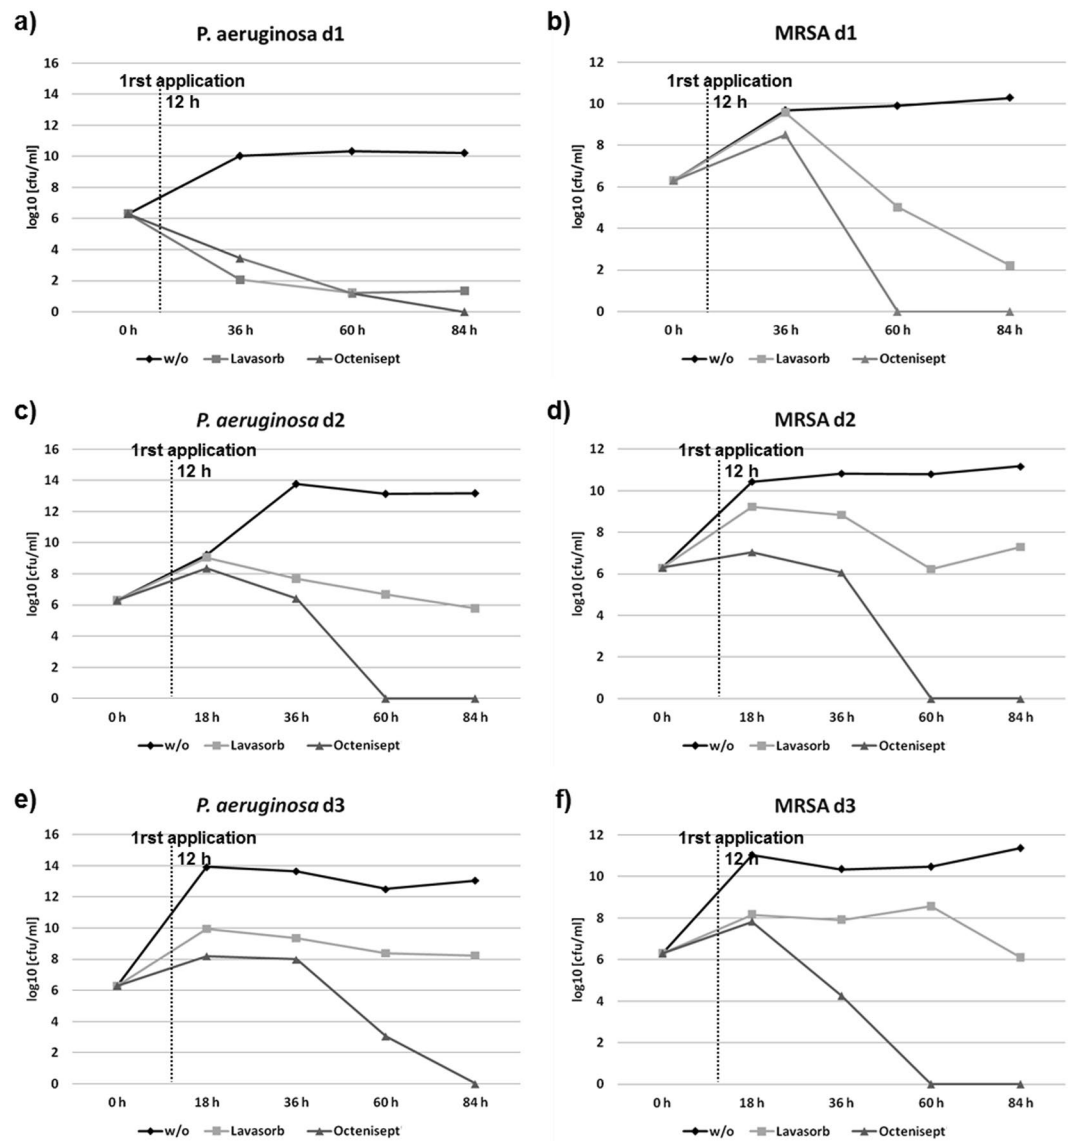 a)
P. aeruginosa d1
16
14
12
10
8
6
4
2
0
log10 [cfu/ml]
1rst application
12 h
0 h 36 h 60 h 84 h
w/o Lavasorb Octenisept
b)
MRSA d1
12
10
8
6
4
2
0
log10 [cfu/ml]
1rst application
12 h
0 h 36 h 60 h 84 h
w/o Lavasorb Octenisept
c)
P. aeruginosa d2
16
14
12
10
8
6
4
2
0
log10 [cfu/ml]
1rst application
12 h
0 h 18 h 36 h 60 h 84 h
w/o Lavasorb Octenisept
d)
MRSA d2
12
10
8
6
4
2
0
log10 [cfu/ml]
1rst application
12 h
0 h 18 h 36 h 60 h 84 h
w/o Lavasorb Octenisept
e)
P. aeruginosa d3
16
14
12
10
8
6
4
2
0
log10 [cfu/ml]
1rst application
12 h
0 h 18 h 36 h 60 h 84 h
w/o Lavasorb Octenisept
f)
MRSA d3
12
10
8
6
4
2
0
log10 [cfu/ml]
1rst application
12 h
0 h 18 h 36 h 60 h 84 h
w/o Lavasorb Octenisept